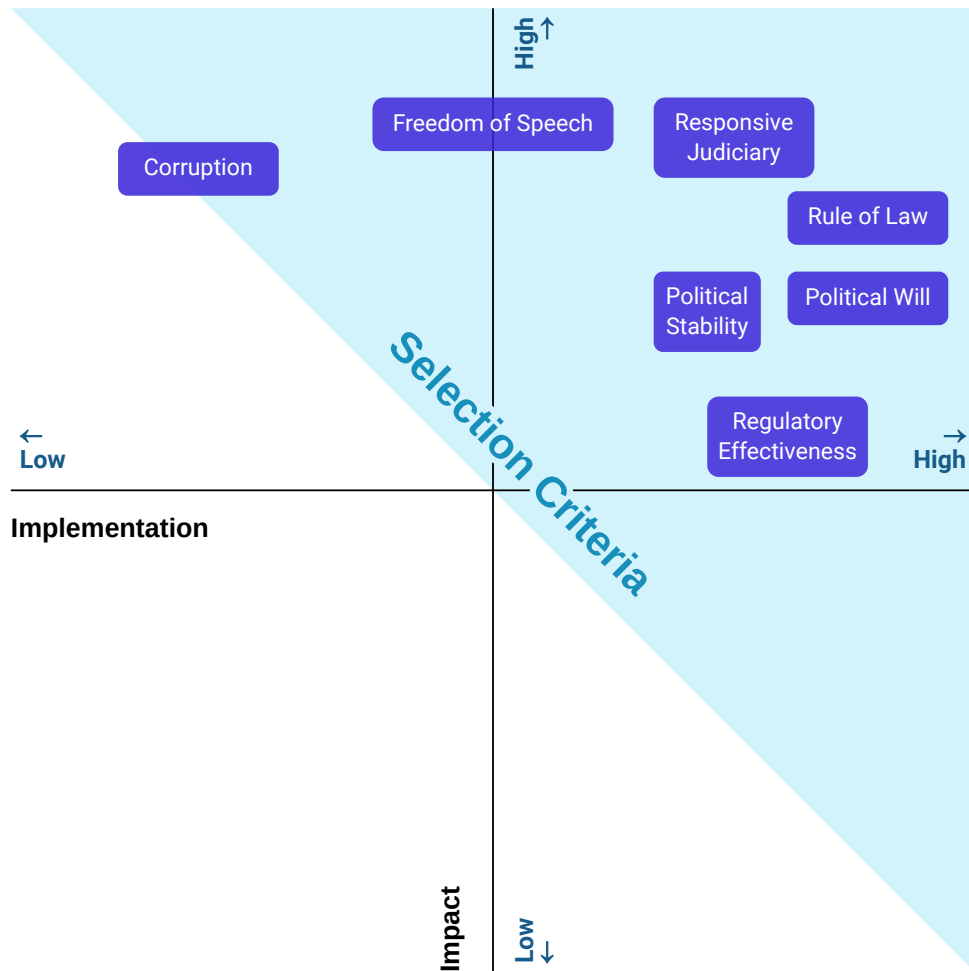 High
↑
Freedom of Speech
Responsive
Judiciary
Corruption
Rule of Law
Political
Stability
Political Will
Selection Criteria
Regulatory
Effectiveness
←
Low
→
High
Implementation
Impact
Low
↓